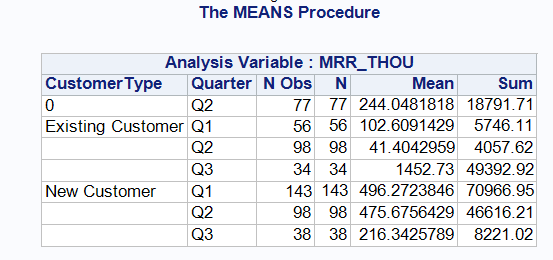 The MEANS Procedure
Analysis Variable : MRR_THOU
CustomerType Quarter N Obs N Mean Sum
0 Q2 77 77 244.0481818 18791.71
Existing Customer Q1 56 56 102.6091429 5746.11
Q2 98 98 41.4042959 4057.62
Q3 34 34 1452.73 49392.92
New Customer Q1 143 143 496.2723846 70966.95
Q2 98 98 475.6756429 46616.21
Q3 38 38 216.3425789 8221.02